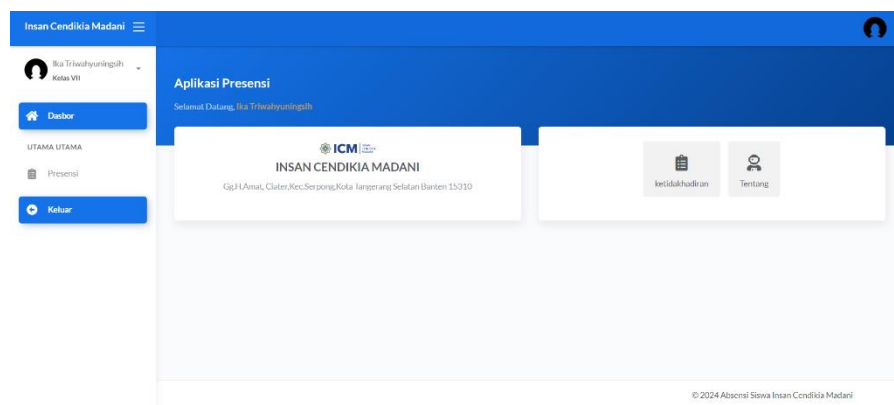 Insan Cendikia Madani
Ika Triwahyuningsih
Kelas VII
Dasbor
UTAMA UTAMA
Presensi
Keluar
Aplikasi Presensi
Selamat Datang, Ika Triwahyuningsih
ICM
INSAN CENDIKIA MADANI
Gg.H.Amat, Ciater,Kec.Serpong,Kota Tangerang Selatan Banten 15310
ketidakhadiran
Tentang
© 2024 Absensi Siswa Insan Cendikia Madani